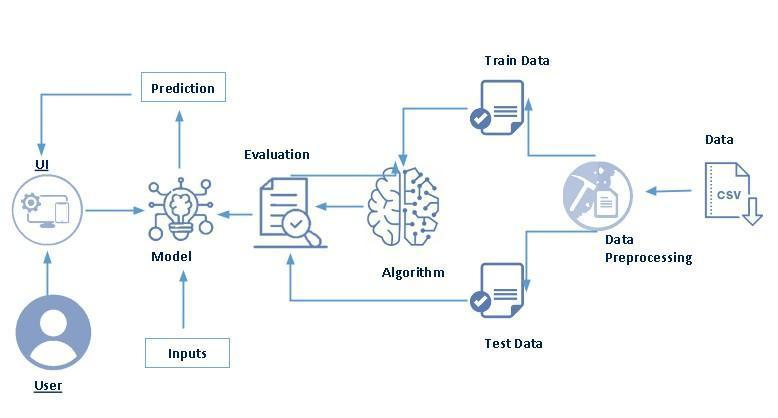 Train Data
Prediction
Data
Evaluation
UI
CSV
Model
Algorithm
Data
Preprocessing
Inputs
Test Data
User